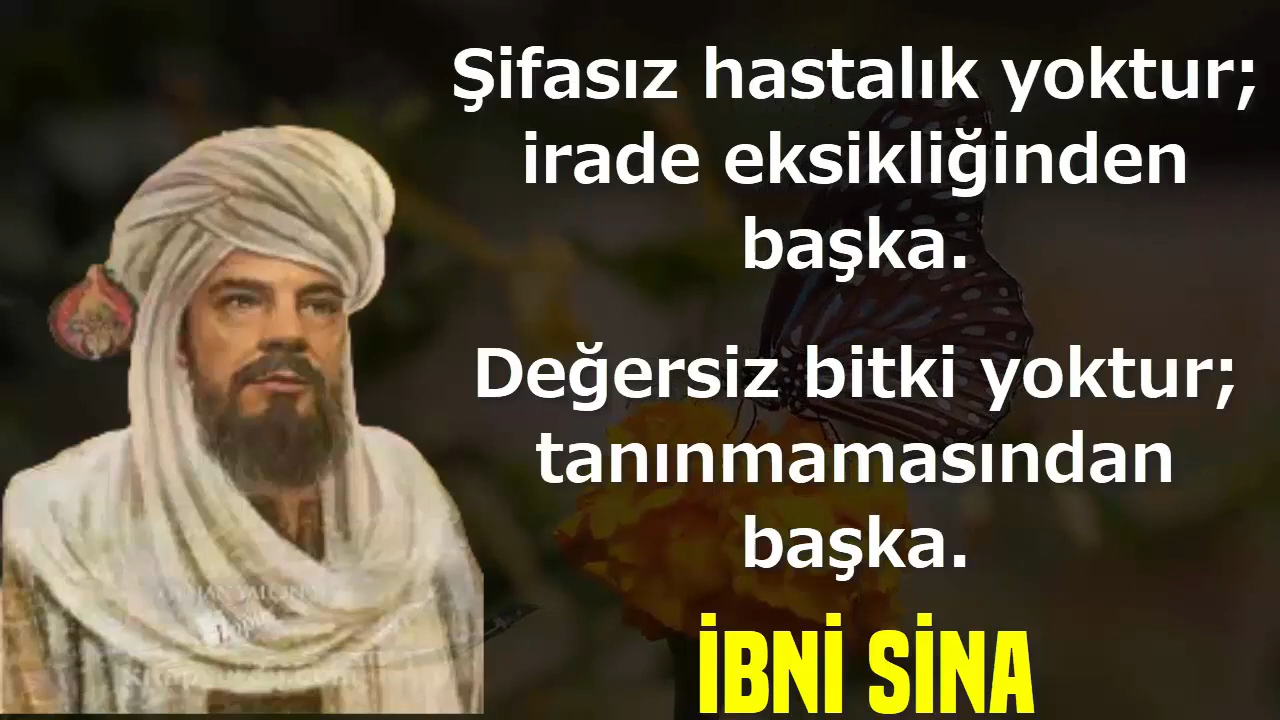 Şifasız hastalık yoktur;
irade eksikliğinden
başka.
Değersiz bitki yoktur;
tanınmamasından
başka.
İBNİ SİNA